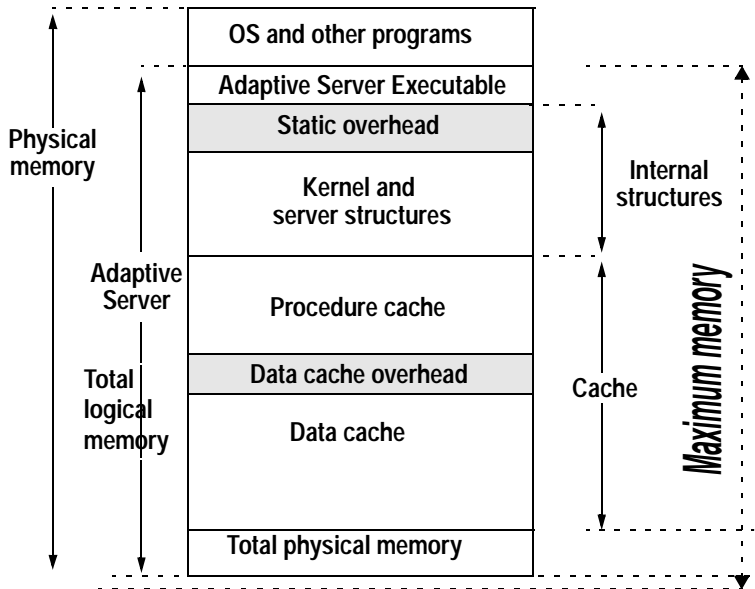 OS and other programs
Adaptive Server Executable
Static overhead
Physical
memory
Kernel and
server structures
Internal
structures
Adaptive
Server
Procedure cache
Maximum memory
Data cache overhead
Total
logical
memory
Cache
Data cache
Total physical memory